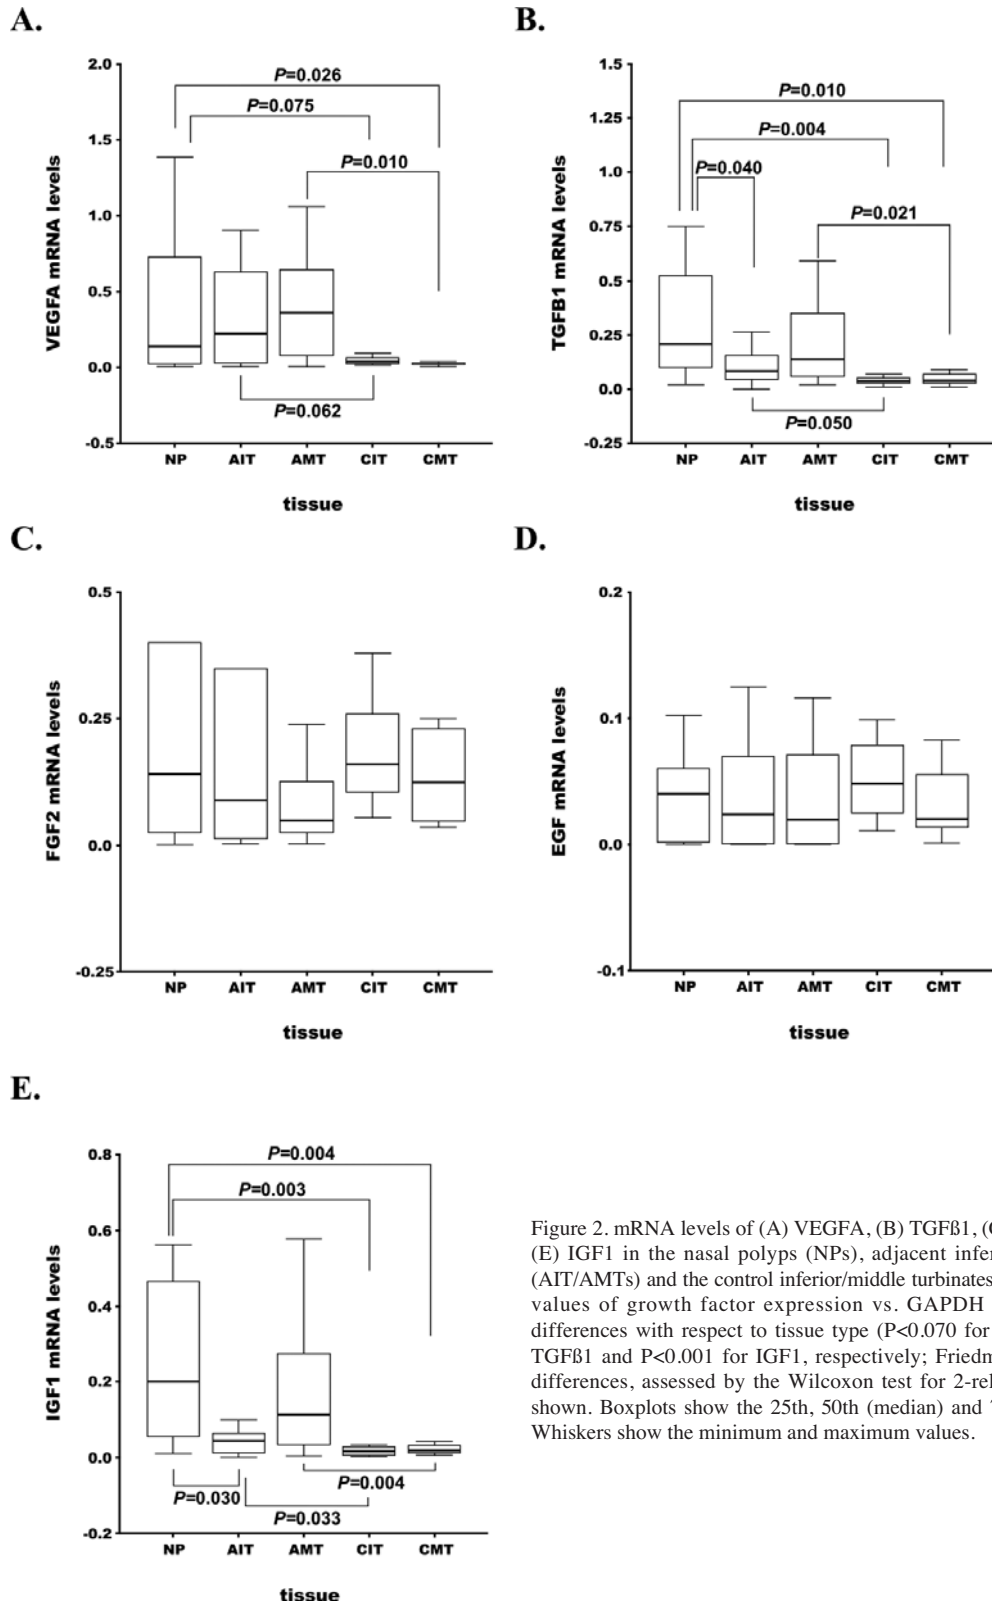 A.
2.0
1.5
1.0
0.5
0.0
-0.5
VEGFA mRNA levels
P=0.026
P=0.075
P=0.010
P=0.062
NP AIT AMT CIT CMT
tissue
B.
1.5
1.25
1.0
0.75
0.25
0.0
-0.25
TGFB1 mRNA levels
P=0.010
P=0.004
P=0.040
P=0.021
P=0.050
NP AIT AMT CIT CMT
tissue
C.
0.5
0.25
0.0
-0.25
FGF2 mRNA levels
NP AIT AMT CIT CMT
tissue
D.
0.2
0.1
0.0
-0.1
EGF mRNA levels
NP AIT AMT CIT CMT
tissue
E.
0.8
0.6
0.4
0.2
0.0
-0.2
IGF1 mRNA levels
P=0.004
P=0.003
P=0.004
P=0.030
P=0.033
NP AIT AMT CIT CMT
tissue
Figure 2. mRNA levels of (A) VEGFA, (B) TGFß1, (
(E) IGF1 in the nasal polyps (NPs), adjacent infer
(AIT/AMTs) and the control inferior/middle turbinates
values of growth factor expression vs. GAPDH
differences with respect to tissue type (P<0.070 for
TGFß1 and P<0.001 for IGF1, respectively; Friedm
differences, assessed by the Wilcoxon test for 2-rel
shown. Boxplots show the 25th, 50th (median) and
Whiskers show the minimum and maximum values.